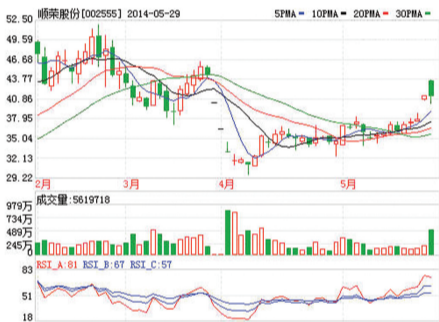 顺荣股份[002555] 2014-05-29 5PMA 10PMA 20PMA 30PMA
52.50
49.59
46.68
43.77
40.86
37.95
35.04
32.13
29.22
2月 3月 4月 5月
成交量:5619718
979万
734万
489万
245万
0
RSI_A:81 RSI_B:67 RSI_C:57
83
51
18